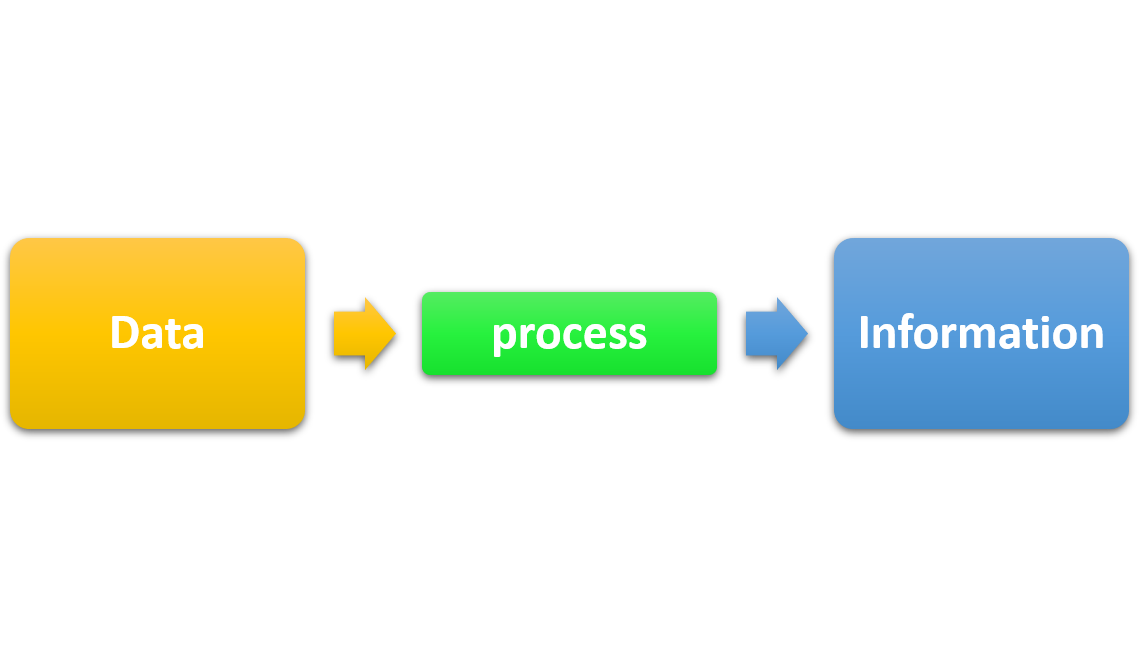 Data
process
Information